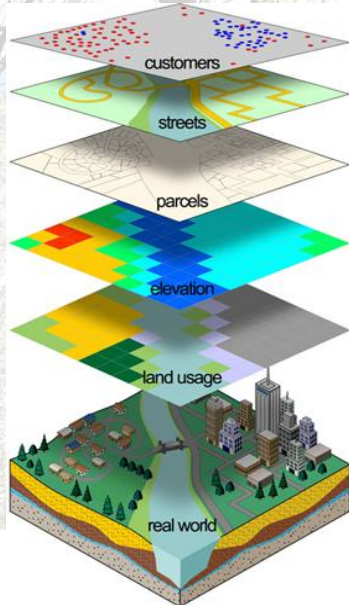 customers
streets
parcels
elevation
land usage
real world